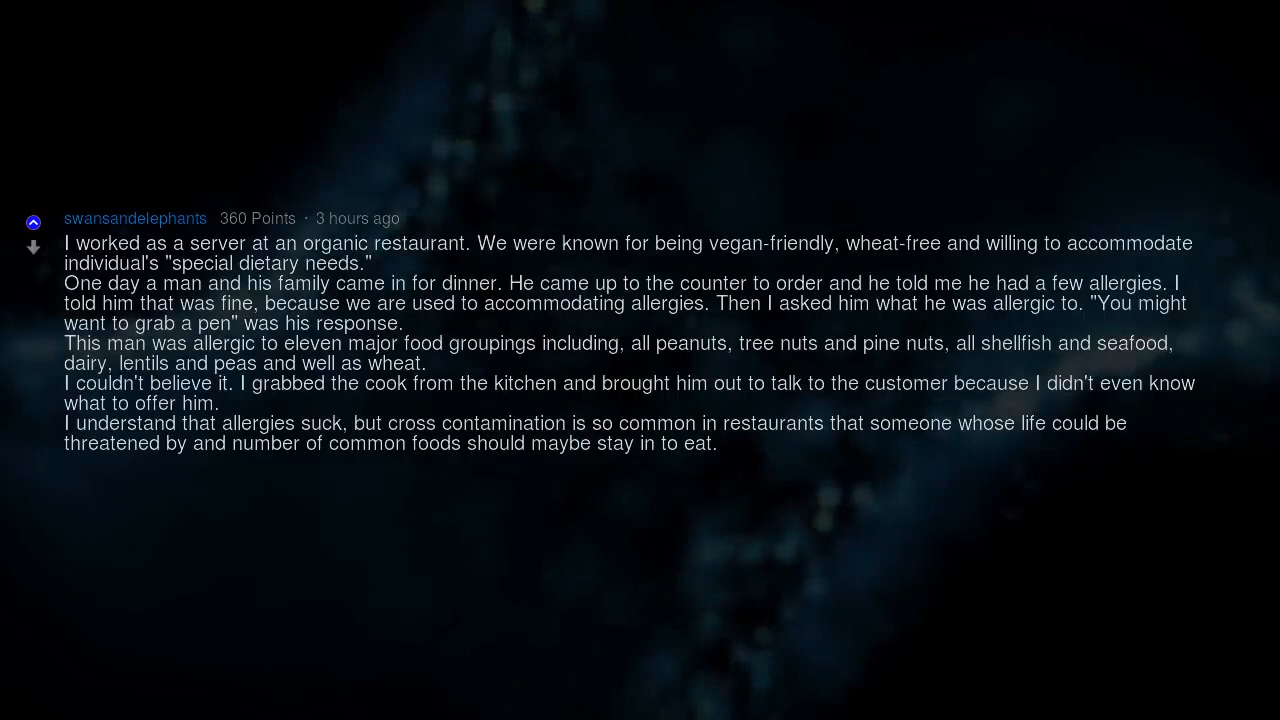 swansandelephants 360 Points · 3 hours ago
I worked as a server at an organic restaurant. We were known for being vegan-friendly, wheat-free and willing to accommodate
individual's "special dietary needs."
One day a man and his family came in for dinner. He came up to the counter to order and he told me he had a few allergies. I
told him that was fine, because we are used to accommodating allergies. Then I asked him what he was allergic to. "You might
want to grab a pen" was his response.
This man was allergic to eleven major food groupings including, all peanuts, tree nuts and pine nuts, all shellfish and seafood,
dairy, lentils and peas and well as wheat.
I couldn't believe it. I grabbed the cook from the kitchen and brought him out to talk to the customer because I didn't even know
what to offer him.
I understand that allergies suck, but cross contamination is so common in restaurants that someone whose life could be
threatened by and number of common foods should maybe stay in to eat.